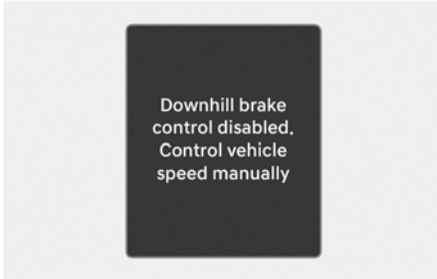 Downhill brake
control disabled.
Control vehicle
speed manually